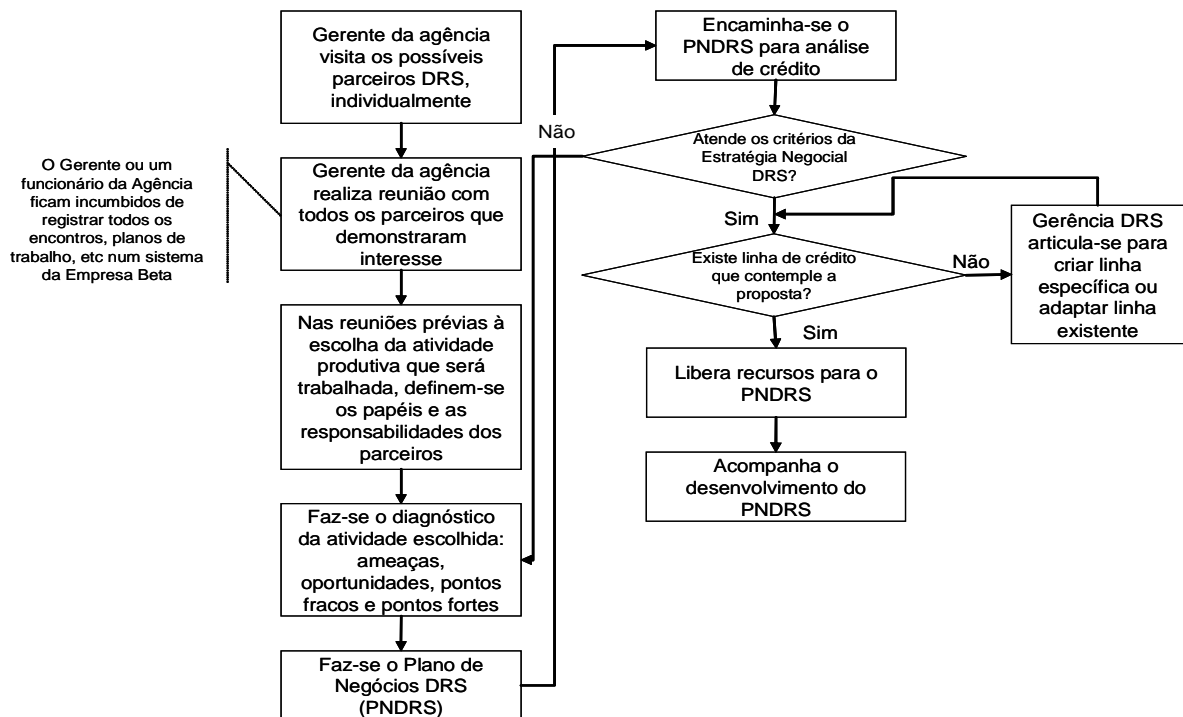 Gerente da agência
visita os possíveis
parceiros DRS,
individualmente
O Gerente ou um
funcionário da Agência
ficam incumbidos de
registrar todos os
encontros, planos de
trabalho, etc num sistema
da Empresa Beta
Gerente da agência
realiza reunião com
todos os parceiros que
demonstraram
interesse
Nas reuniões prévias à
escolha da atividade
produtiva que será
trabalhada, definem-se
os papéis e as
responsabilidades dos
parceiros
Faz-se o diagnóstico
da atividade escolhida:
ameaças,
oportunidades, pontos
fracos e pontos fortes
Faz-se o Plano de
Negócios DRS
(PNDRS)
Encaminha-se o
PNDRS para análise
de crédito
Não
Atende os critérios da
Estratégia Negocial
DRS?
Sim
Existe linha de crédito
que contemple a
proposta?
Não
Gerência DRS
articula-se para
criar linha
específica ou
adaptar linha
existente
Sim
Libera recursos para o
PNDRS
Acompanha o
desenvolvimento do
PNDRS